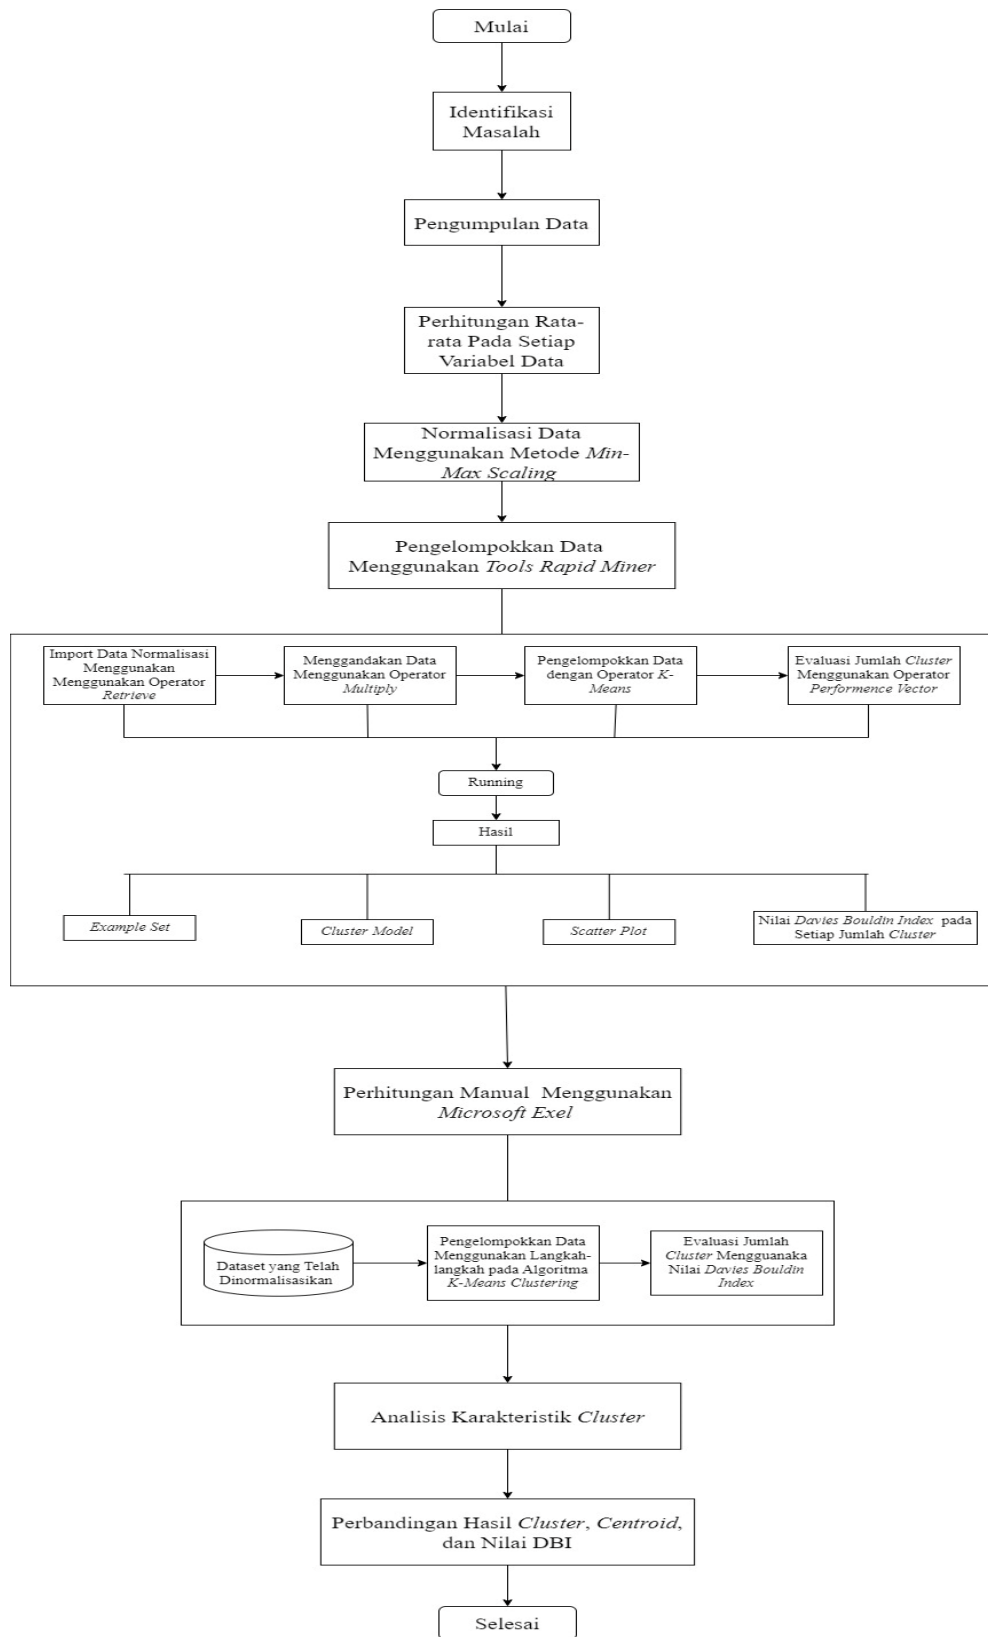 Mulai
Identifikasi
Masalah
Pengumpulan Data
Perhitungan Rata-
rata Pada Setiap
Variabel Data
Normalisasi Data
Menggunakan Metode Min-
Max Scaling
Pengelompokkan Data
Menggunakan Tools Rapid Miner
Import Data Normalisasi
Menggunakan
Menggunakan Operator
Retrieve
Menggandakan Data
Menggunakan Operator
Multiply
Pengelompokkan Data
dengan Operator K-
Means
Evaluasi Jumlah Cluster
Menggunakan Operator
Performence Vector
Running
Hasil
Example Set
Cluster Model
Scatter Plot
Nilai Davies Bouldin Index pada
Setiap Jumlah Cluster
Perhitungan Manual Menggunakan
Microsoft Exel
Dataset yang Telah
Dinormalisasikan
Pengelompokkan Data
Menggunakan Langkah-
langkah pada Algoritma
K-Means Clustering
Evaluasi Jumlah
Cluster Mengguanaka
Nilai Davies Bouldin
Index
Analisis Karakteristik Cluster
Perbandingan Hasil Cluster, Centroid,
dan Nilai DBI
Selesai